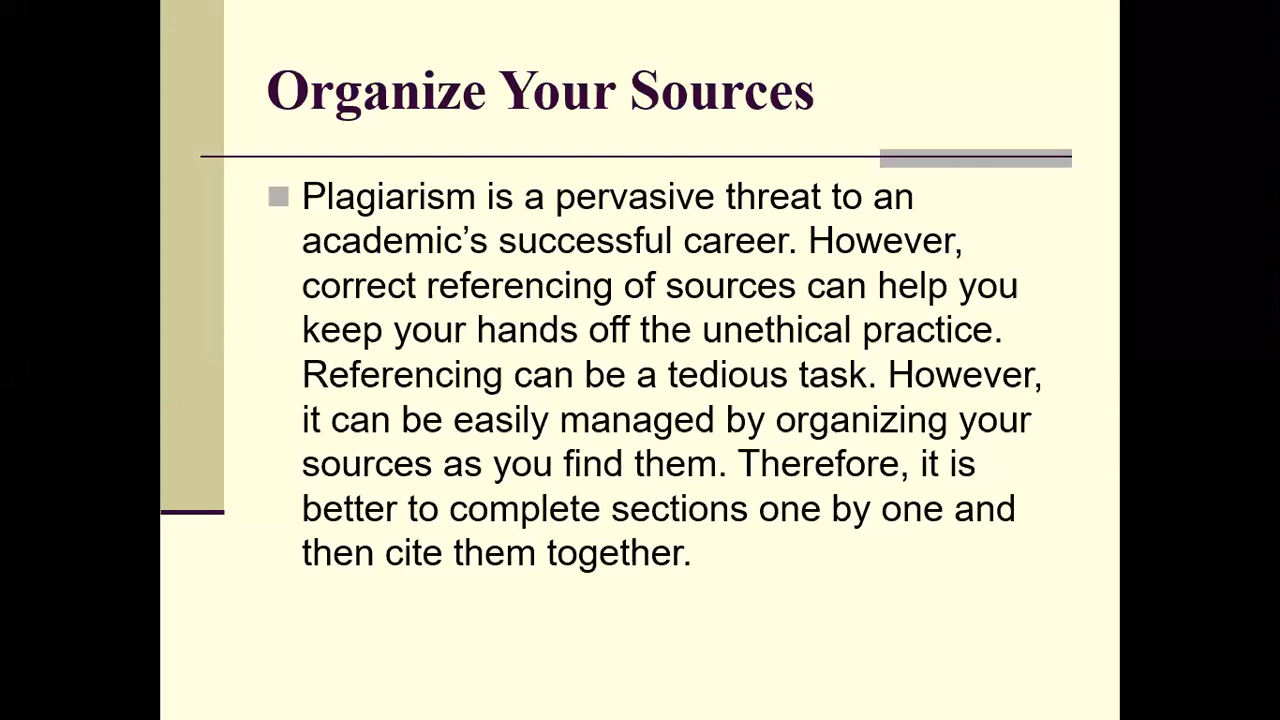 Organize Your Sources
Plagiarism is a pervasive threat to an
academic’s successful career. However,
correct referencing of sources can help you
keep your hands off the unethical practice.
Referencing can be a tedious task. However,
it can be easily managed by organizing your
sources as you find them. Therefore, it is
better to complete sections one by one and
then cite them together.